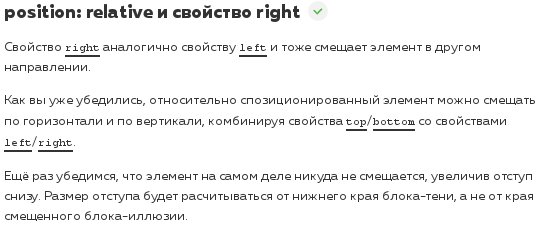 position: relative и свойство right
Свойство right аналогично свойству left и тоже смещает элемент в другом
направлении.
Как вы уже убедились, относительно спозиционированный элемент можно смещать
по горизонтали и по вертикали, комбинируя свойства top/bottom со свойствами
left/right.
Ещё раз убедимся, что элемент на самом деле никуда не смещается, увеличив отступ
снизу. Размер отступа будет расчитываться от нижнего края блока-тени, а не от края
смещенного блока-иллюзии.